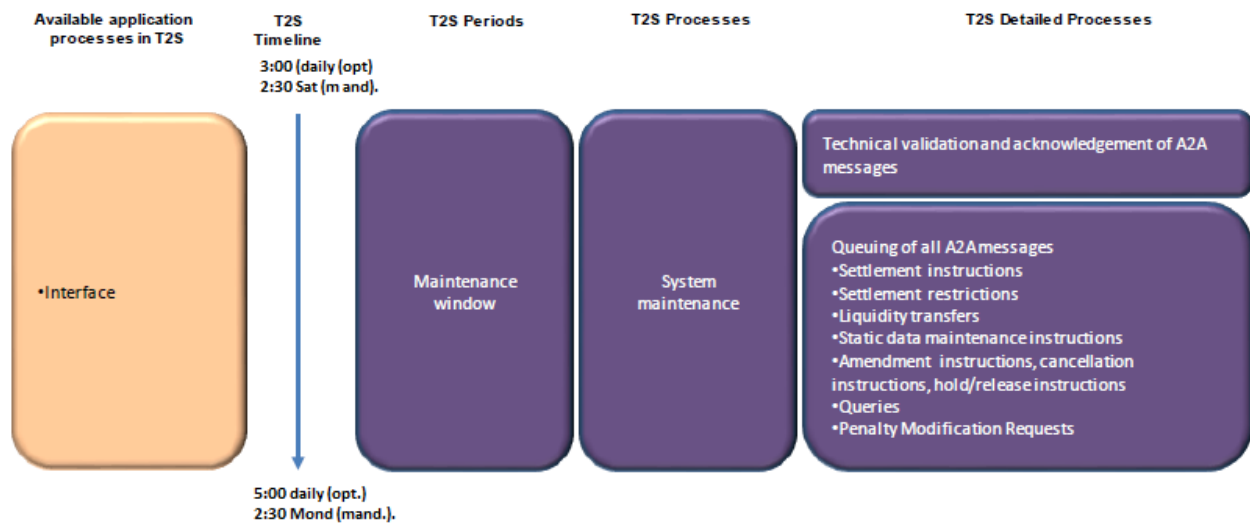 Available application
processes in T2S
T2S
Timeline
T2S Periods
T2S Processes
T2S Detailed Processes
3:00 (daily (opt)
2:30 Sat (m and).
•Interface
Maintenance
window
System
maintenance
Technical validation and acknowledgement of A2A
messages
Queuing of all A2A messages
•Settlement instructions
•Settlement restrictions
•Liquidity transfers
•Static data maintenance instructions
•Amendment instructions, cancellation
instructions, hold/release instructions
•Queries
•Penalty Modification Requests
5:00 daily (opt.)
2:30 Mond (mand.).